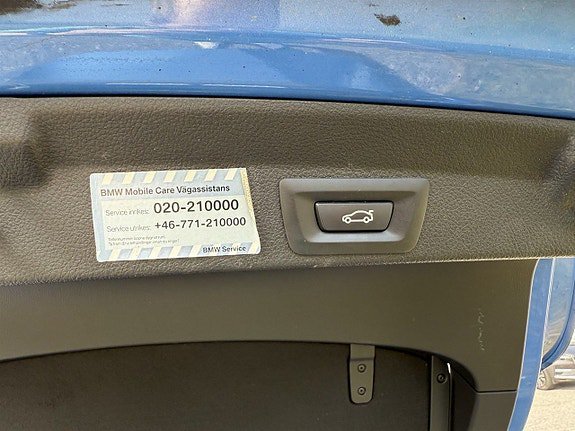 BMW Mobile Care Vägassistans
Service inrikes: 020-210000
Service utrikes: +46-771-210000
BMW Service